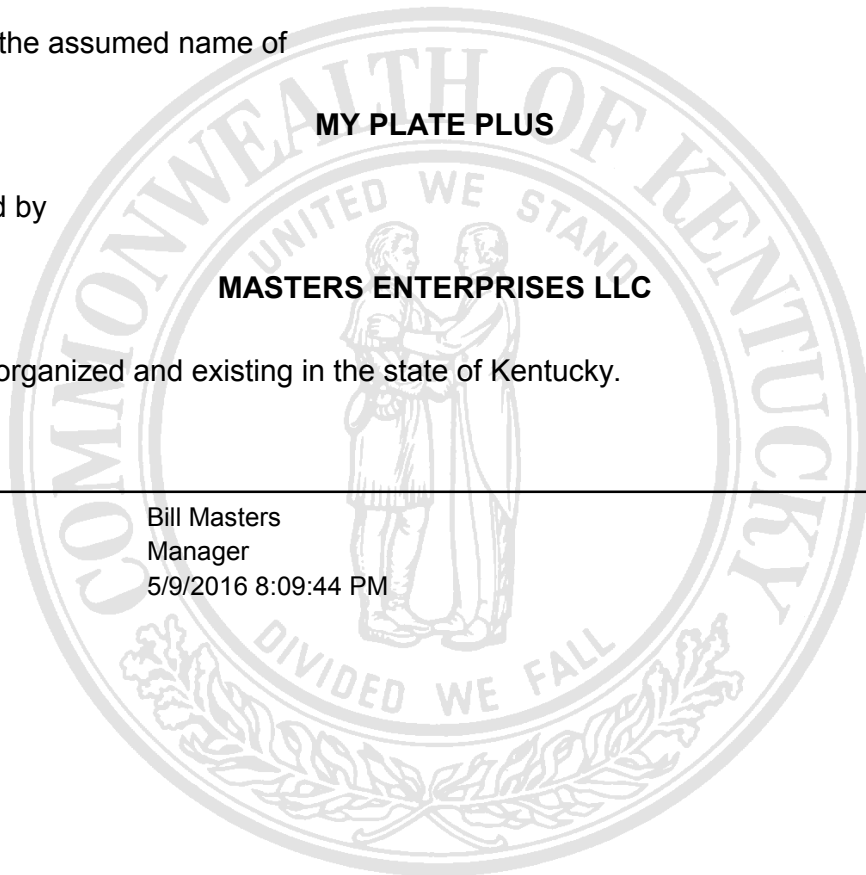 the assumed name of
MY PLATE PLUS
d by
MASTERS ENTERPRISES LLC
organized and existing in the state of Kentucky.
Bill Masters
Manager
5/9/2016 8:09:44 PM
COMMONWEALTH OF KENTUCKY
UNITED WE STAND
DIVIDED WE FALL